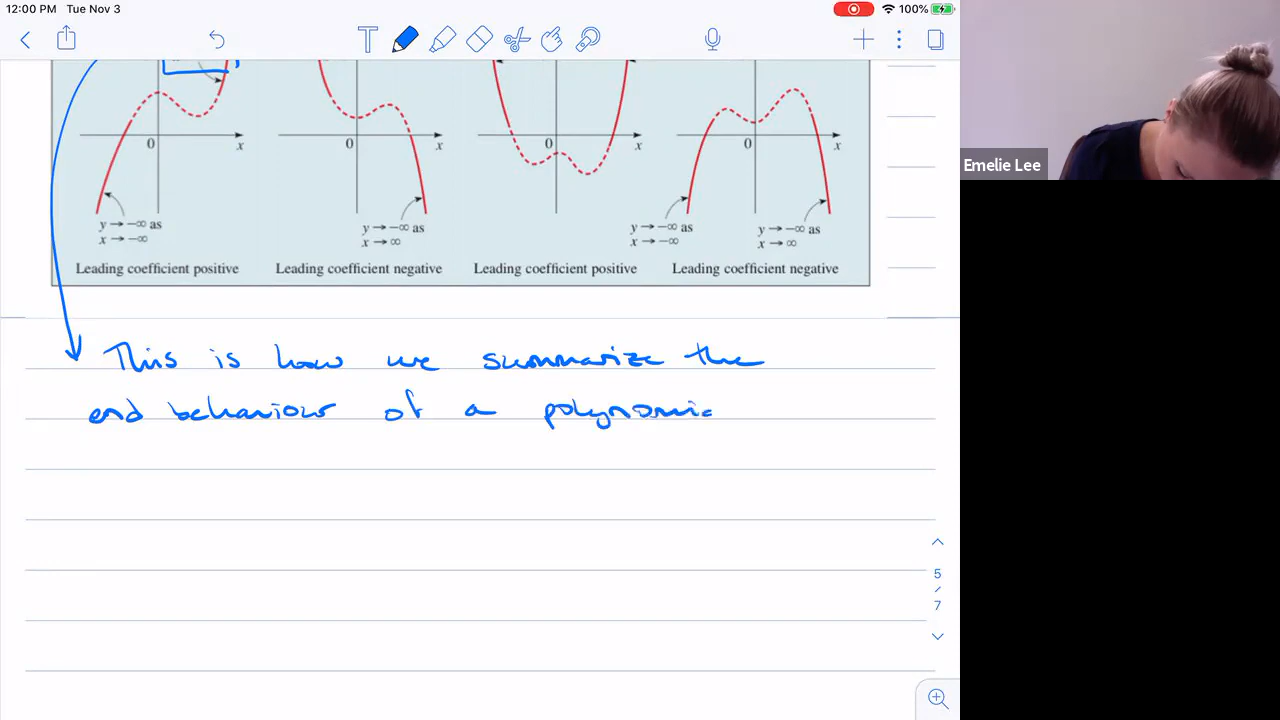 12:00 PM Tue Nov 3
100%
T
0
x
0
x
0
x
0
x
y → −∞ as
x → −∞
y → −∞ as
x → ∞
y → −∞ as
x → −∞
y → −∞ as
x → ∞
Leading coefficient positive
Leading coefficient negative
Leading coefficient positive
Leading coefficient negative
This is how we summarize the
end behaviour of a polynomia
5
/
7
Emelie Lee